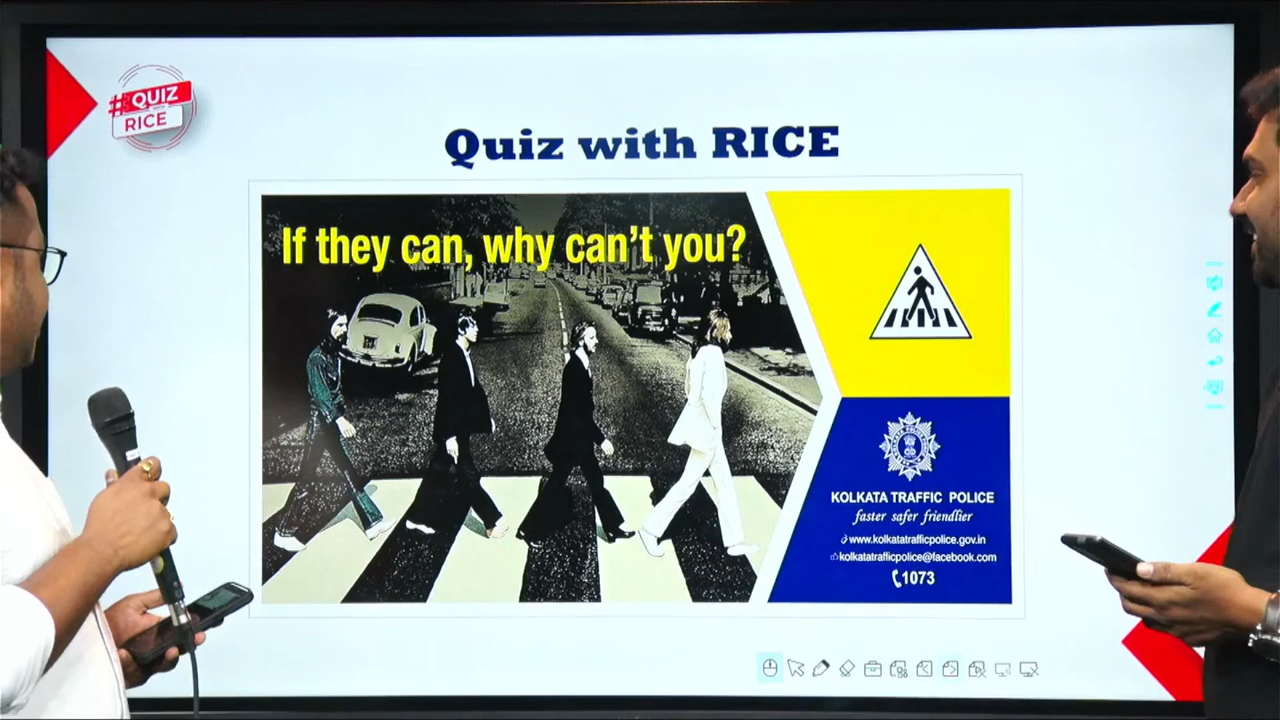 #QUIZ
RICE
Quiz with RICE
If they can, why can't you?
KOLKATA TRAFFIC POLICE
faster safer friendlier
www.kolkatatrafficpolice.gov.in
kolkatatrafficpolice@facebook.com
1073